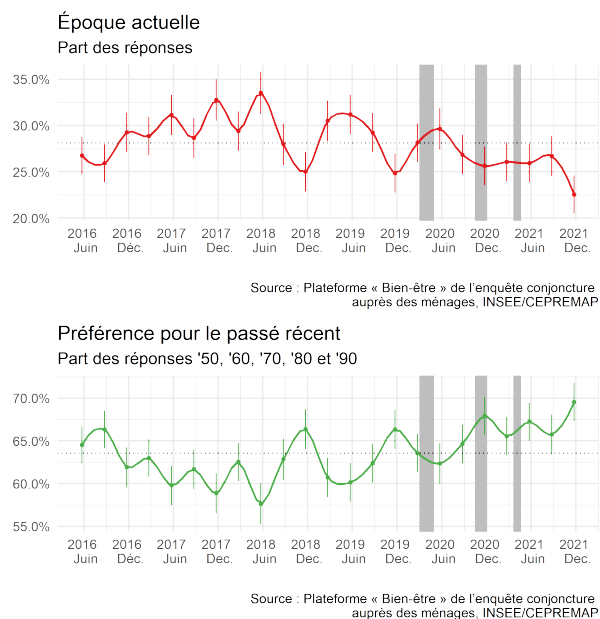 Époque actuelle
Part des réponses
35.0%
30.0%
25.0%
20.0%
2016 2016 2017 2017 2018 2018 2019 2019 2020 2020 2021 2021
Juin Déc. Juin Dec. Juin Dec. Juin Dec. Juin Dec. Juin Dec.
Source : Plateforme « Bien-être » de l'enquête conjoncture
auprès des ménages, INSEE/CEPREMAP
Préférence pour le passé récent
Part des réponses '50, '60, '70, '80 et '90
70.0%
65.0%
60.0%
55.0%
2016 2016 2017 2017 2018 2018 2019 2019 2020 2020 2021 2021
Juin Déc. Juin Dec. Juin Dec. Juin Dec. Juin Dec. Juin Dec.
Source : Plateforme « Bien-être » de l'enquête conjoncture
auprès des ménages, INSEE/CEPREMAP